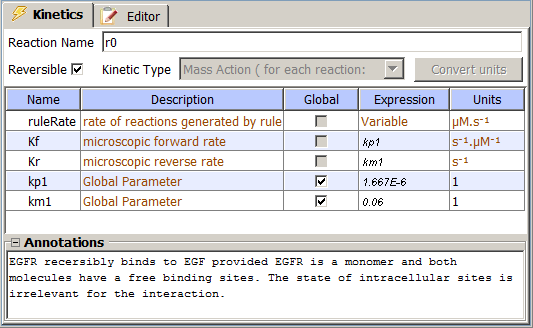 Kinetics Editor
Reaction Name r0
Reversible Kinetic Type Mass Action ( for each reaction: Convert units
Name Description Global Expression Units
ruleRate rate of reactions generated by rule Variable µM.s⁻¹
Kf microscopic forward rate kp1 s⁻¹.µM⁻¹
Kr microscopic reverse rate km1 s⁻¹
kp1 Global Parameter 1.667E-6 1
km1 Global Parameter 0.06 1
Annotations
EGFR recersibly binds to EGF provided EGFR is a monomer and both
molecules have a free binding sites. The state of intracellular sites is
irrelevant for the interaction.